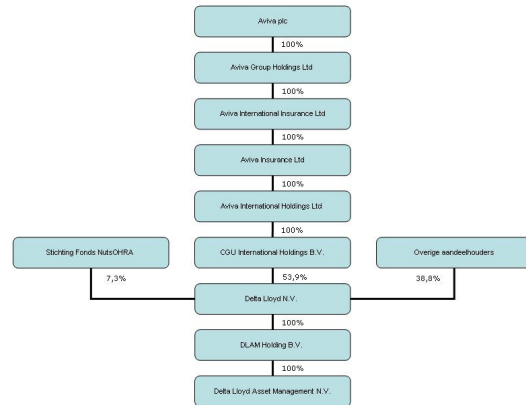 Aviva plc
100%
Aviva Group Holdings Ltd
100%
Aviva International Insurance Ltd
100%
Aviva Insurance Ltd
100%
Aviva International Holdings Ltd
100%
Stichting Fonds NutsOHRA
CGU International Holdings B.V.
Overige aandeelhouders
7,3%
53,9%
38,8%
Delta Lloyd N.V.
100%
DLAM Holding B.V.
100%
Delta Lloyd Asset Management N.V.